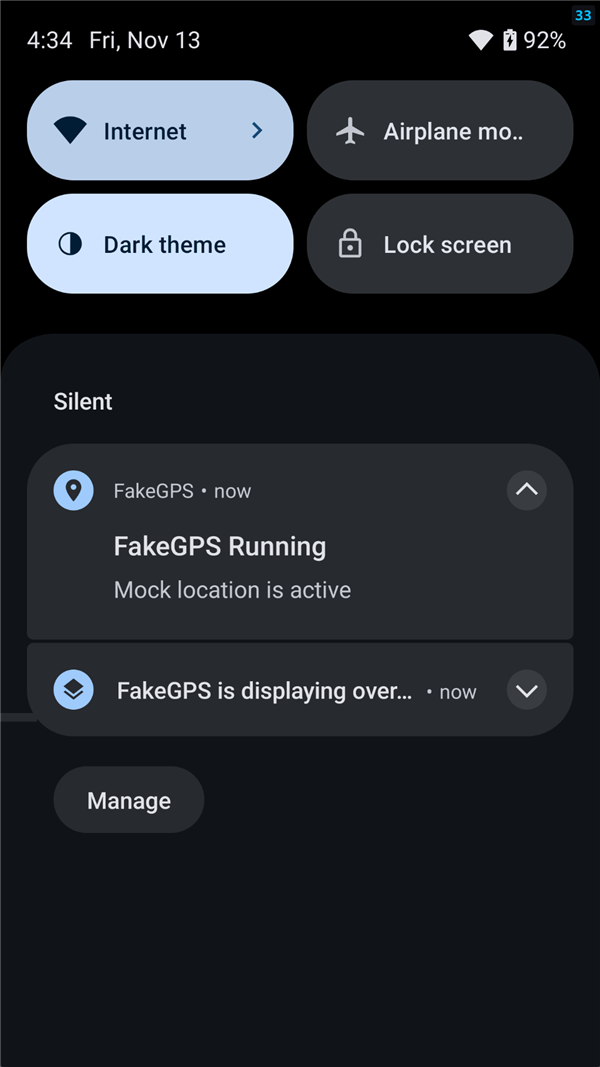 33
4:34 Fri, Nov 13 92%
Internet Airplane mo..
Dark theme Lock screen
Silent
FakeGPS • now
FakeGPS Running
Mock location is active
FakeGPS is displaying over… • now
Manage